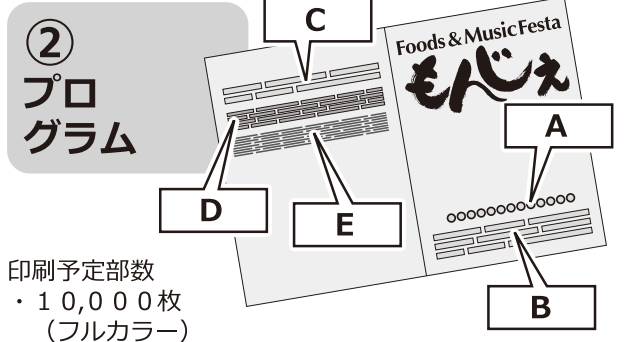 ②
プロ
グラム
C
Foods & Music Festa
もんじぇ
A
D
E
B
印刷予定部数
・１０,０００枚
（フルカラー）